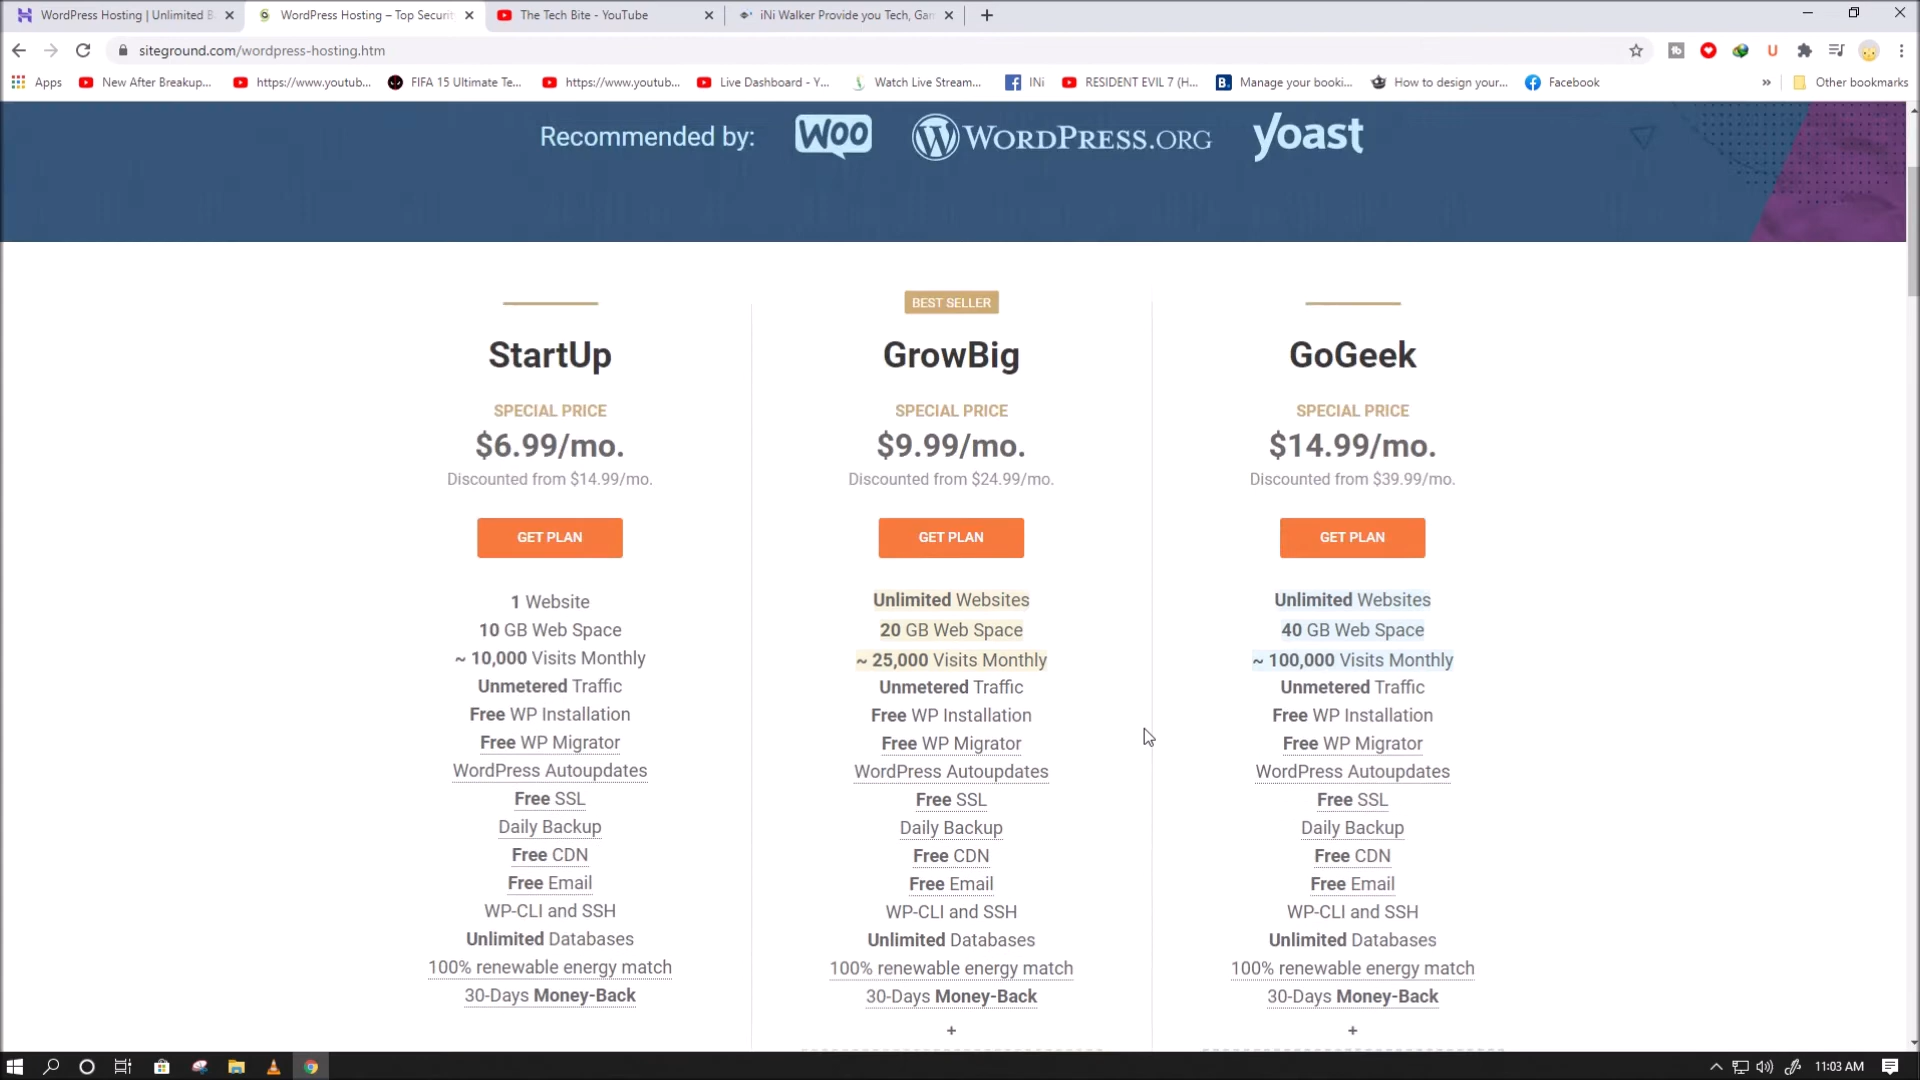 WordPress Hosting | Unlimited B
WordPress Hosting – Top Securit
The Tech Bite - YouTube
iNi Walker Provide you Tech, Gam
siteground.com/wordpress-hosting.htm
Apps
New After Breakup...
https://www.youtub...
FIFA 15 Ultimate Te...
https://www.youtub...
Live Dashboard - Y...
Watch Live Stream...
INi
RESIDENT EVIL 7 (H...
B.
Manage your booki...
How to design your...
Facebook
»
Other bookmarks
Recommended by:
WOO
WORDPRESS.ORG
yoast
StartUp
SPECIAL PRICE
$6.99/mo.
Discounted from $14.99/mo.
GET PLAN
1 Website
10 GB Web Space
~ 10,000 Visits Monthly
Unmetered Traffic
Free WP Installation
Free WP Migrator
WordPress Autoupdates
Free SSL
Daily Backup
Free CDN
Free Email
WP-CLI and SSH
Unlimited Databases
100% renewable energy match
30-Days Money-Back
BEST SELLER
GrowBig
SPECIAL PRICE
$9.99/mo.
Discounted from $24.99/mo.
GET PLAN
Unlimited Websites
20 GB Web Space
~ 25,000 Visits Monthly
Unmetered Traffic
Free WP Installation
Free WP Migrator
WordPress Autoupdates
Free SSL
Daily Backup
Free CDN
Free Email
WP-CLI and SSH
Unlimited Databases
100% renewable energy match
30-Days Money-Back
+
GoGeek
SPECIAL PRICE
$14.99/mo.
Discounted from $39.99/mo.
GET PLAN
Unlimited Websites
40 GB Web Space
~ 100,000 Visits Monthly
Unmetered Traffic
Free WP Installation
Free WP Migrator
WordPress Autoupdates
Free SSL
Daily Backup
Free CDN
Free Email
WP-CLI and SSH
Unlimited Databases
100% renewable energy match
30-Days Money-Back
+
11:03 AM